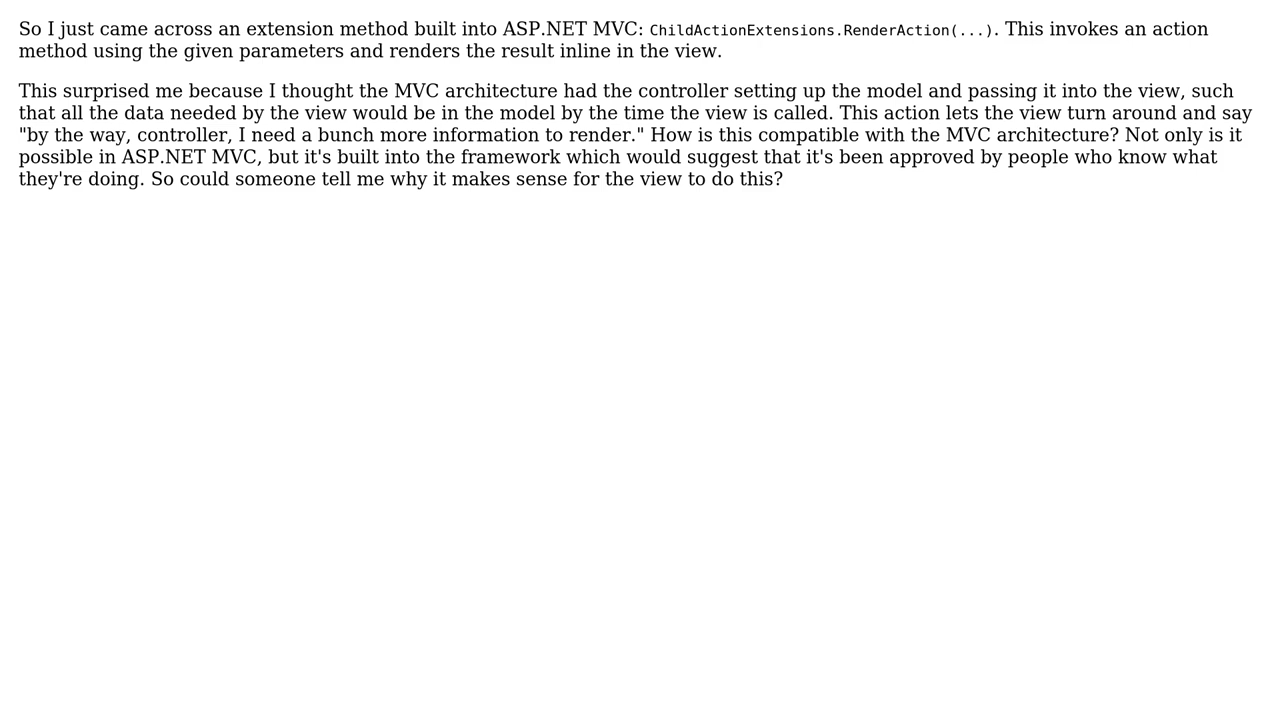 So I just came across an extension method built into ASP.NET MVC: ChildActionExtensions.RenderAction(...). This invokes an action
method using the given parameters and renders the result inline in the view.
This surprised me because I thought the MVC architecture had the controller setting up the model and passing it into the view, such
that all the data needed by the view would be in the model by the time the view is called. This action lets the view turn around and say
"by the way, controller, I need a bunch more information to render." How is this compatible with the MVC architecture? Not only is it
possible in ASP.NET MVC, but it's built into the framework which would suggest that it's been approved by people who know what
they're doing. So could someone tell me why it makes sense for the view to do this?